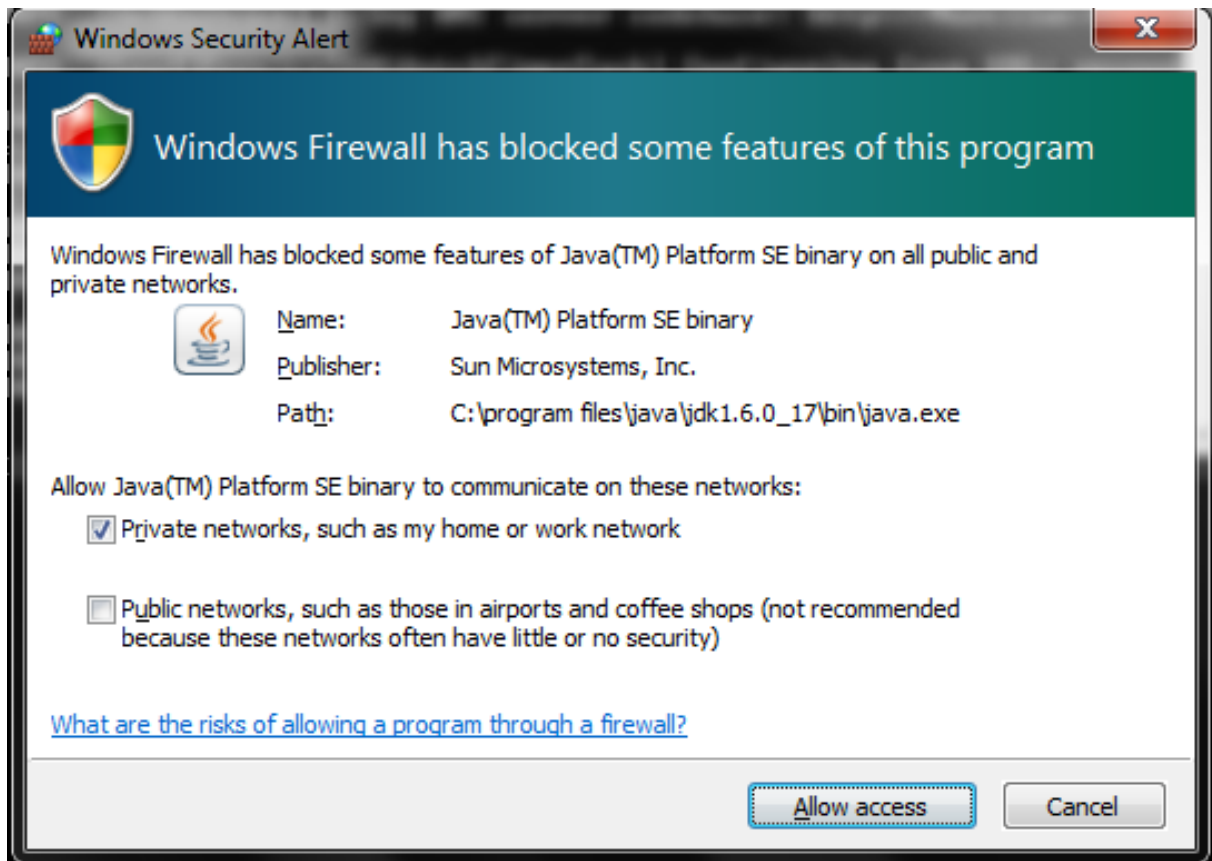 Windows Security Alert
Windows Firewall has blocked some features of this program
Windows Firewall has blocked some features of Java(TM) Platform SE binary on all public and
private networks.
Name: Java(TM) Platform SE binary
Publisher: Sun Microsystems, Inc.
Path: C:\program files\java\jdk1.6.0_17\bin\java.exe
Allow Java(TM) Platform SE binary to communicate on these networks:
Private networks, such as my home or work network
Public networks, such as those in airports and coffee shops (not recommended
because these networks often have little or no security)
What are the risks of allowing a program through a firewall?
Allow access Cancel